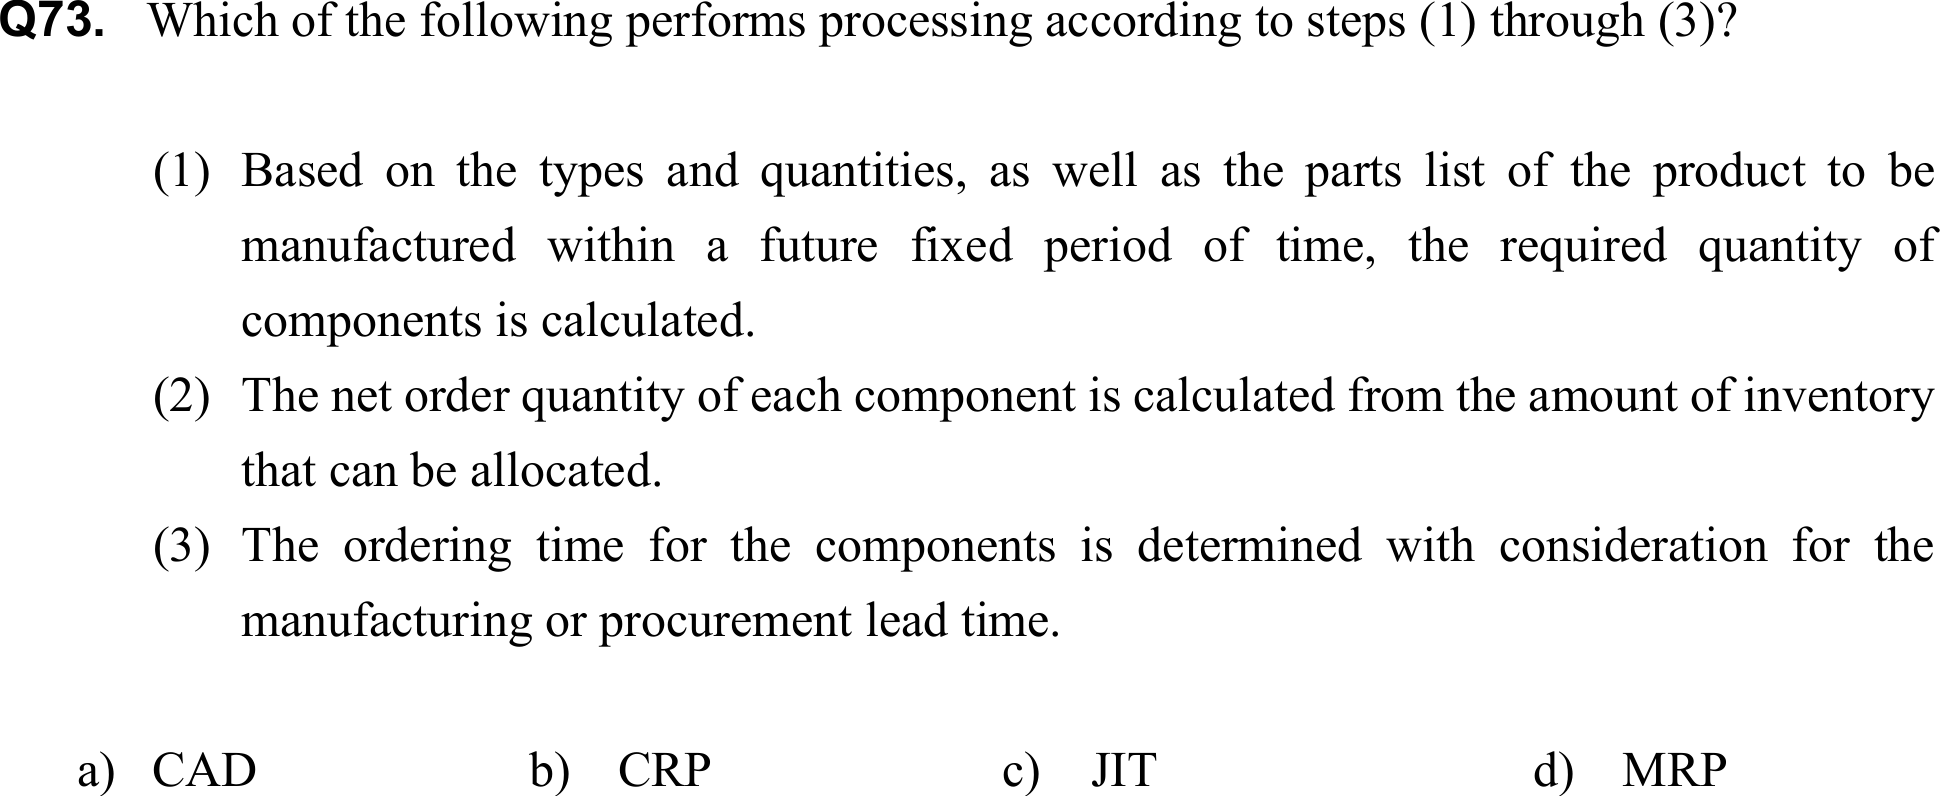 Q73. Which of the following performs processing according to steps (1) through (3)?
(1) Based on the types and quantities, as well as the parts list of the product to be
manufactured within a future fixed period of time, the required quantity of
components is calculated.
(2) The net order quantity of each component is calculated from the amount of inventory
that can be allocated.
(3) The ordering time for the components is determined with consideration for the
manufacturing or procurement lead time.
a) CAD b) CRP c) JIT d) MRP